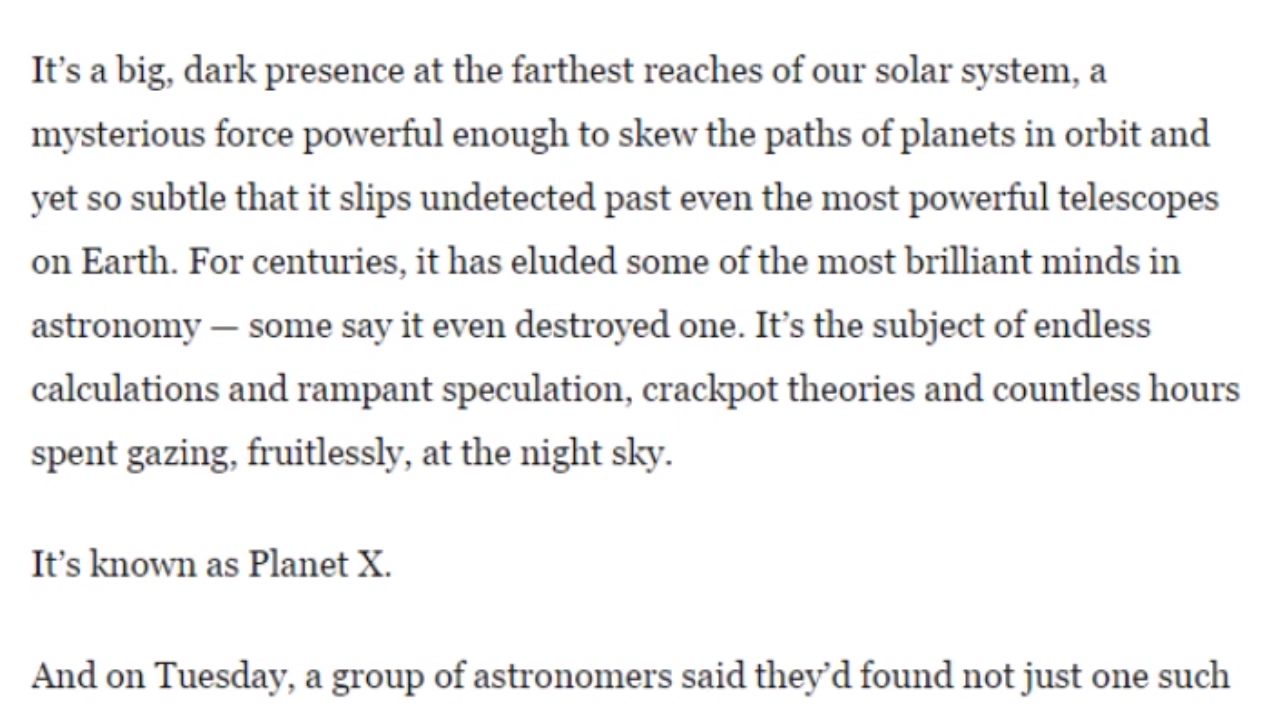 It’s a big, dark presence at the farthest reaches of our solar system, a
mysterious force powerful enough to skew the paths of planets in orbit and
yet so subtle that it slips undetected past even the most powerful telescopes
on Earth. For centuries, it has eluded some of the most brilliant minds in
astronomy — some say it even destroyed one. It’s the subject of endless
calculations and rampant speculation, crackpot theories and countless hours
spent gazing, fruitlessly, at the night sky.
It’s known as Planet X.
And on Tuesday, a group of astronomers said they’d found not just one such